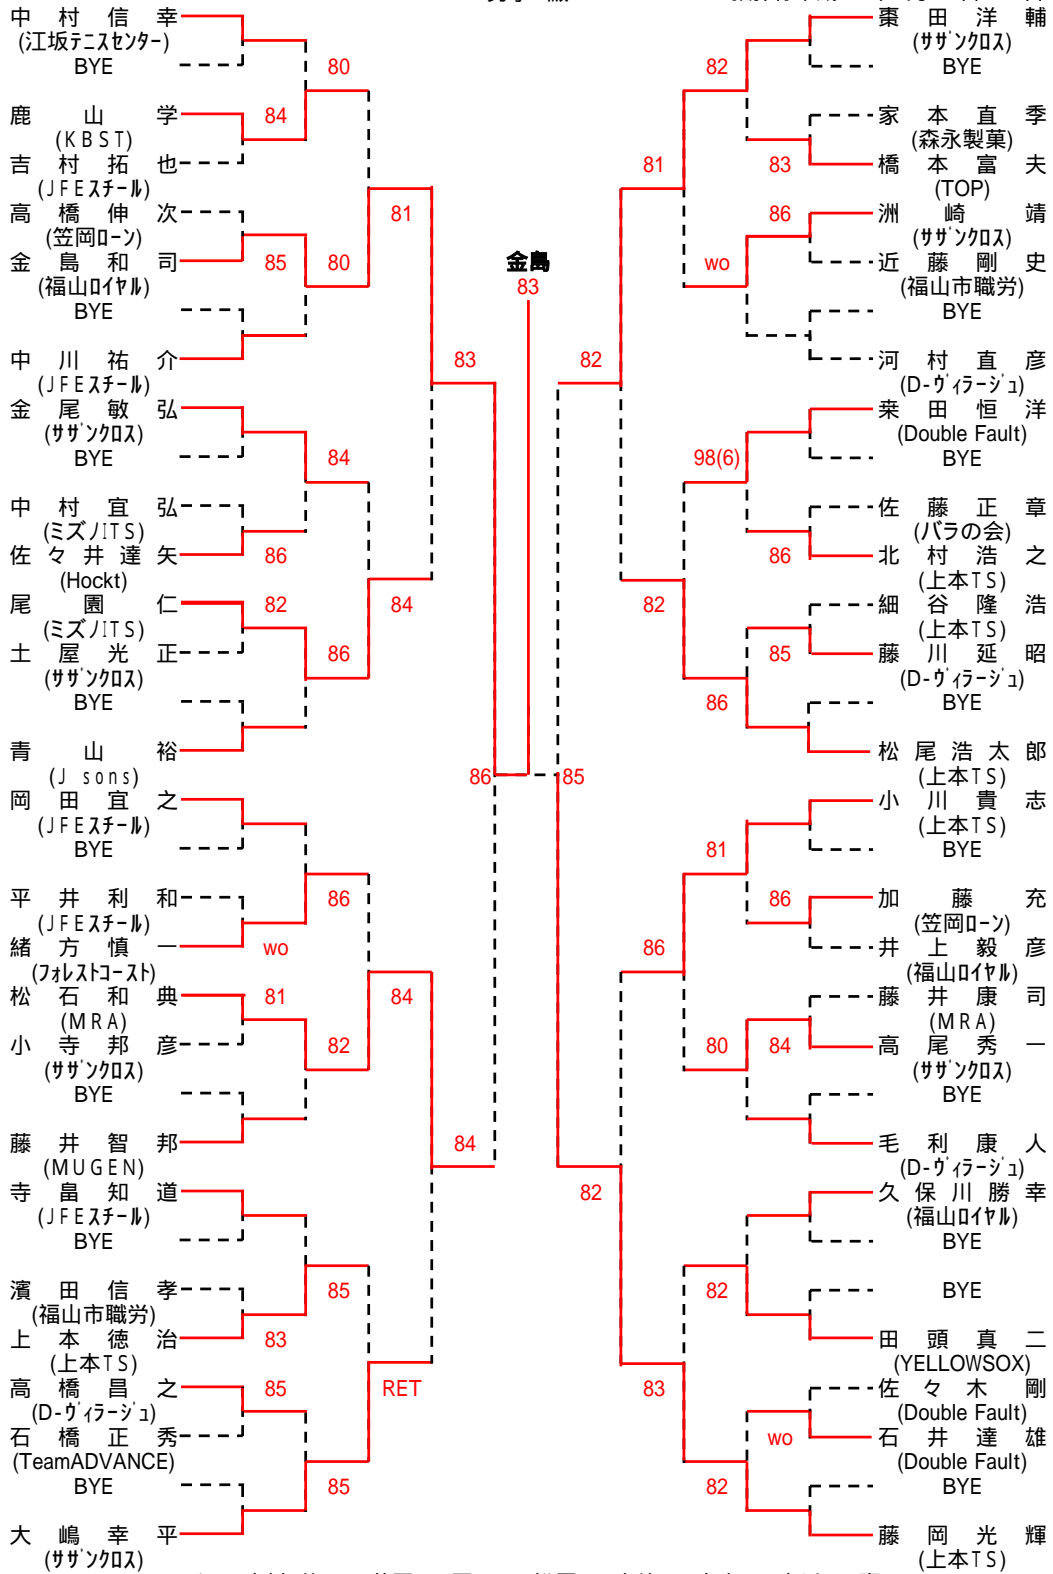 中村信幸
(江坂テニスセンター)
BYE
80
84
鹿山学
(KBST)
吉村拓也
(JFEスチール)
高橋伸次
(笠岡ローン)
81
金島和司
(福山ロイヤル)
85
80
BYE
中川祐介
(JFEスチール)
83
金尾敏弘
(サザンクロス)
BYE
84
中村宜弘
(ミズノITS)
佐々井達矢
(Hockt)
86
尾園仁
(ミズノITS)
82
84
土屋光正
(サザンクロス)
86
BYE
青山裕
(J sons)
86
岡田宜之
(JFEスチール)
BYE
平井利和
(JFEスチール)
86
緒方慎一
(フォレストコースト)
wo
松石和典
(MRA)
81
84
小寺邦彦
(サザンクロス)
82
BYE
藤井智邦
(MUGEN)
84
寺畠知道
(JFEスチール)
BYE
濱田信孝
(福山市職労)
85
上本徳治
(上本TS)
83
高橋昌之
(D-ヴィラージュ)
85
RET
石橋正秀
(TeamADVANCE)
BYE
85
大嶋幸平
(サザンクロス)
金島
83
棗田洋輔
(サザンクロス)
BYE
82
家本直季
(森永製菓)
橋本富夫
(TOP)
83
81
洲崎靖
(サザンクロス)
86
近藤剛史
(福山市職労)
wo
BYE
河村直彦
(D-ヴィラージュ)
82
桒田恒洋
(Double Fault)
BYE
98(6)
佐藤正章
(バラの会)
北村浩之
(上本TS)
86
細谷隆浩
(上本TS)
82
藤川延昭
(D-ヴィラージュ)
85
BYE
86
松尾浩太郎
(上本TS)
85
小川貴志
(上本TS)
BYE
81
加藤充
(笠岡ローン)
86
井上毅彦
(福山ロイヤル)
86
藤井康司
(MRA)
高尾秀一
(サザンクロス)
84
80
BYE
毛利康人
(D-ヴィラージュ)
82
久保川勝幸
(福山ロイヤル)
BYE
BYE
82
田頭真二
(YELLOWSOX)
佐々木剛
(Double Fault)
83
石井達雄
(Double Fault)
wo
BYE
82
藤岡光輝
(上本TS)